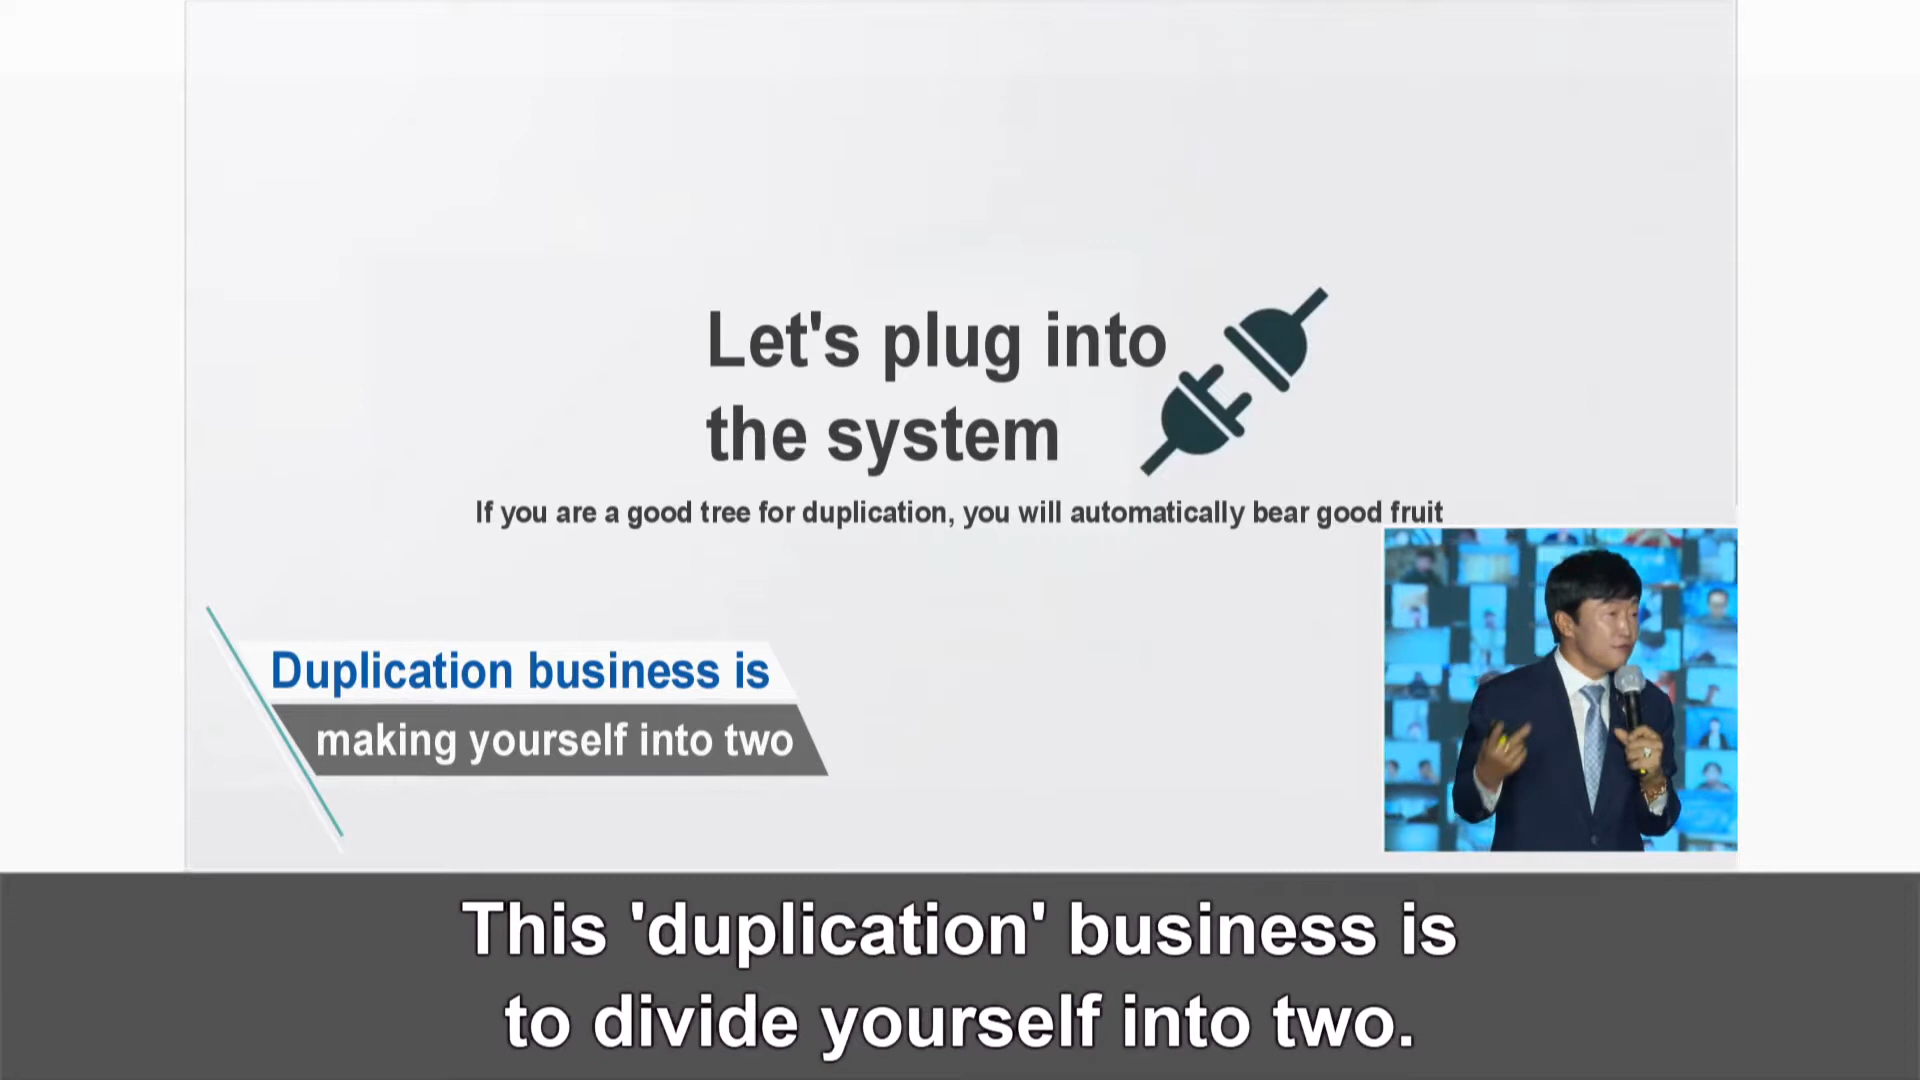 Let's plug into
the system
If you are a good tree for duplication, you will automatically bear good fruit
Duplication business is
making yourself into two
This 'duplication' business is
to divide yourself into two.